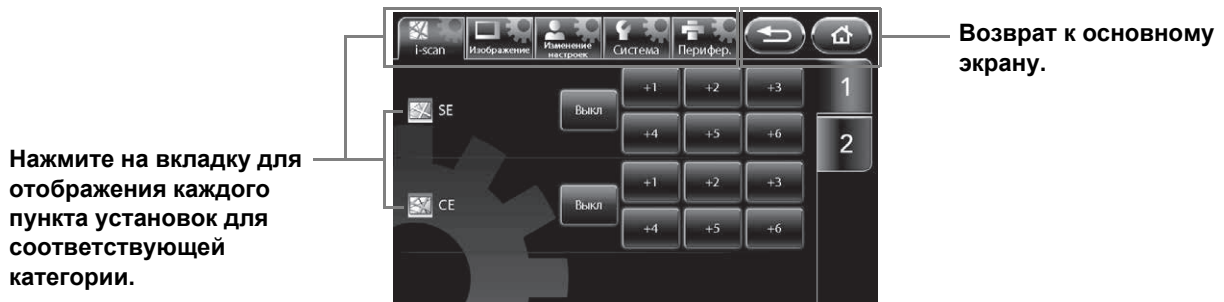 i-scan
Изображение
Изменение
настроек
Система
Перифер.
Возврат к основному
экрану.
1
2
SE
Выкл
+1 +2 +3
+4 +5 +6
CE
Выкл
+1 +2 +3
+4 +5 +6
Нажмите на вкладку для
отображения каждого
пункта установок для
соответствующей
категории.